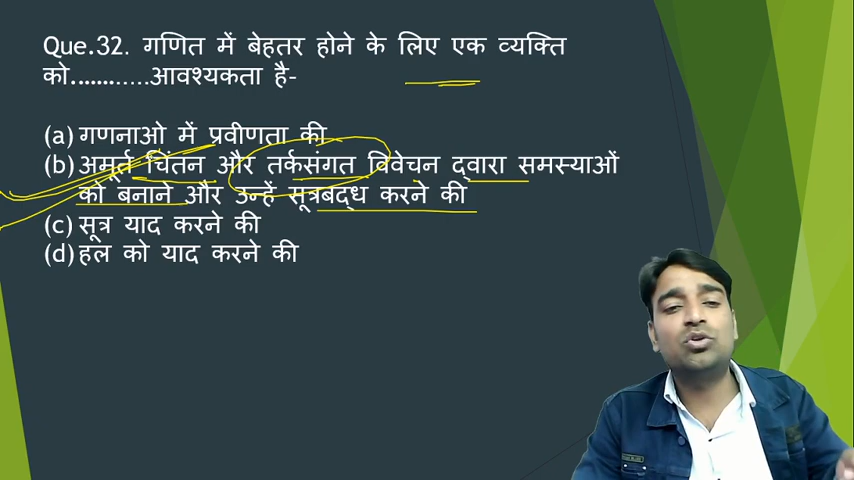 Que.32. गणित में बेहतर होने के लिए एक व्यक्ति
को............आवश्यकता है-
(a) गणनाओ में प्रवीणता की
(b) अमूर्त चिंतन और तर्कसंगत विवेचन द्वारा समस्याओं
को बनाने और उन्हें सूत्रबद्ध करने की
(c) सूत्र याद करने की
(d) हल को याद करने की